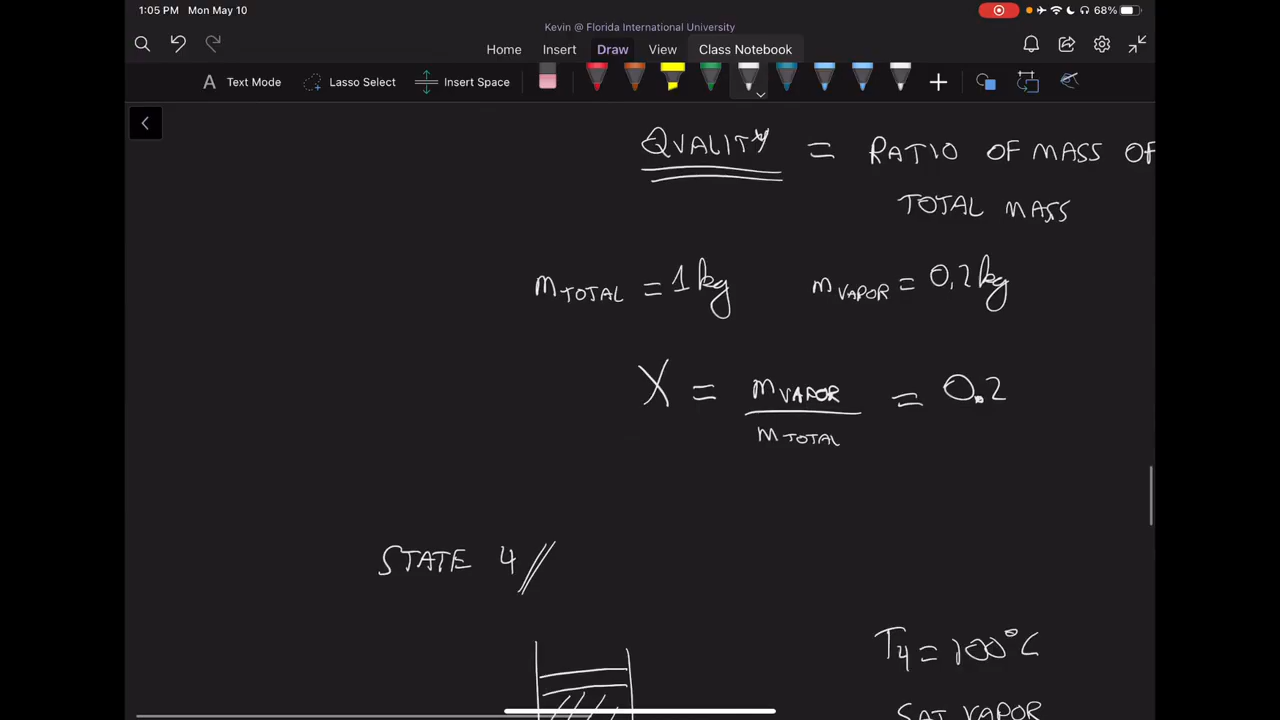 1:05 PM Mon May 10
68%
Kevin @ Florida International University
Home Insert Draw View Class Notebook
Text Mode Lasso Select Insert Space
QUALITY = RATIO OF MASS OF
TOTAL MASS
mTOTAL = 1 kg mVAPOR = 0,2 kg
X = mVAPOR / mTOTAL = 0.2
STATE 4 //
T4 = 100°C
SAT VAPOR